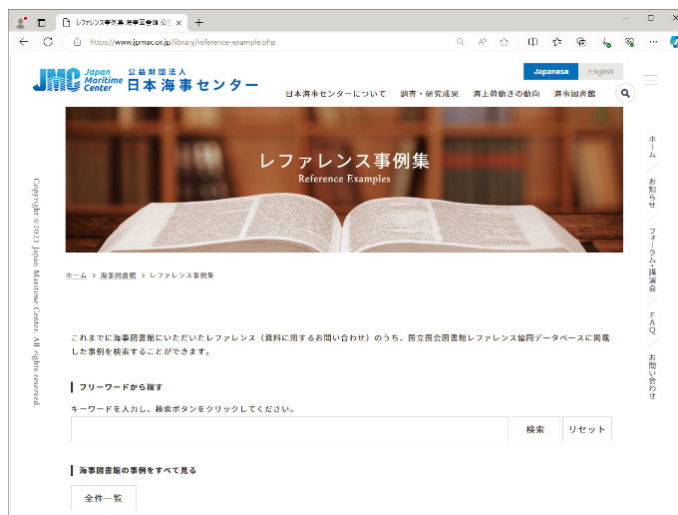 レファレンス事例集 海事図書館 公益
https://www.jpmac.or.jp/library/reference-example.php
Japanese English
JMC Japan Maritime Center
公益財団法人
日本海事センター
日本海事センターについて 調査・研究成果 海上荷動きの動向 海事図書館
レファレンス事例集
Reference Examples
ホーム
お知らせ
フォーラム・講演会
FAQ
お問い合わせ
Copyright ©2021 Japan Maritime Center. All rights reserved.
ホーム > 海事図書館 > レファレンス事例集
これまでに海事図書館にいただいたレファレンス（資料に関するお問い合わせ）のうち、国立国会図書館レファレンス協同データベースに掲載
した事例を検索することができます。
フリーワードから探す
キーワードを入力し、検索ボタンをクリックしてください。
検索 リセット
海事図書館の事例をすべて見る
全件一覧